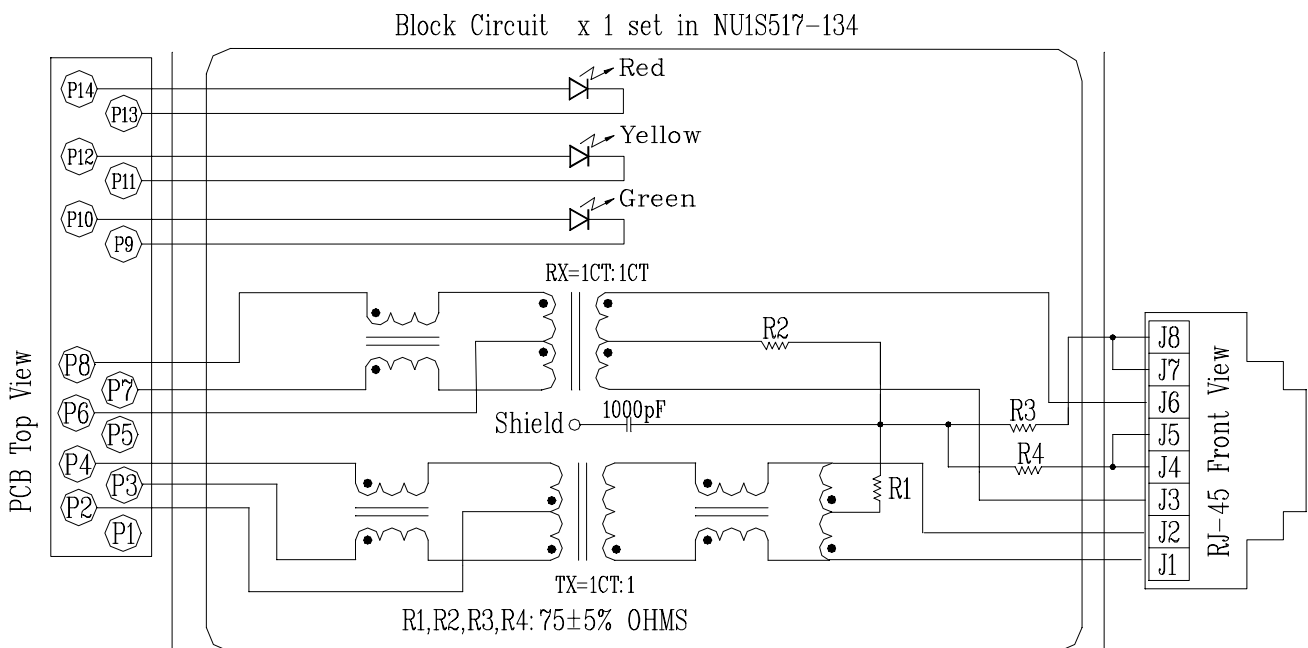 Block Circuit x 1 set in NU1S517-134
P14
Red
P13
P12
Yellow
P11
P10
Green
P9
RX=1CT:1CT
R2
P8
P7
P6
P5
P4
P3
P2
P1
PCB Top View
Shield
1000pF
R3
R4
R1
J8
J7
J6
J5
J4
J3
J2
J1
RJ-45 Front View
TX=1CT:1
R1,R2,R3,R4:75±5% OHMS